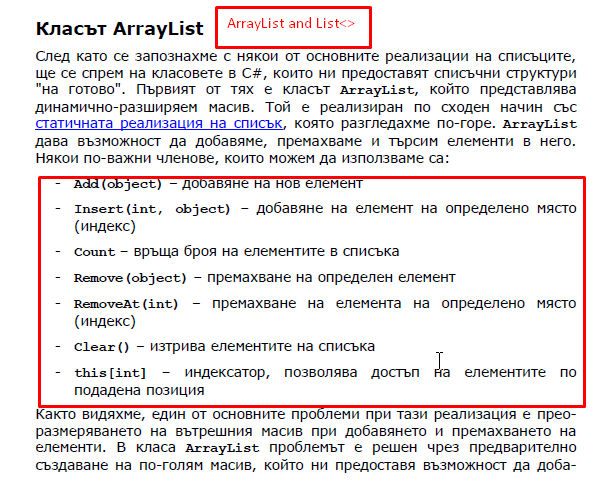 Класът ArrayList
ArrayList and List<>
След като се запознахме с някои от основните реализации на списъците,
ще се спрем на класовете в C#, които ни предоставят списъчни структури
"на готово". Първият от тях е класът ArrayList, който представлява
динамично-разширяем масив. Той е реализиран по сходен начин със
статичната реализация на списък, която разгледахме по-горе. ArrayList
дава възможност да добавяме, премахваме и търсим елементи в него.
Някои по-важни членове, които можем да използваме са:
- Add(object) – добавяне на нов елемент
- Insert(int, object) – добавяне на елемент на определено място
(индекс)
- Count – връща броя на елементите в списъка
- Remove(object) – премахване на определен елемент
- RemoveAt(int) – премахване на елемента на определено място
(индекс)
- Clear() – изтрива елементите на списъка
- this[int] – индексатор, позволява достъп на елементите по
подадена позиция
Както видяхме, един от основните проблеми при тази реализация е прео-
размеряването на вътрешния масив при добавянето и премахването на
елементи. В класа ArrayList проблемът е решен чрез предварително
създаване на по-голям масив, който ни предоставя възможност да доба-